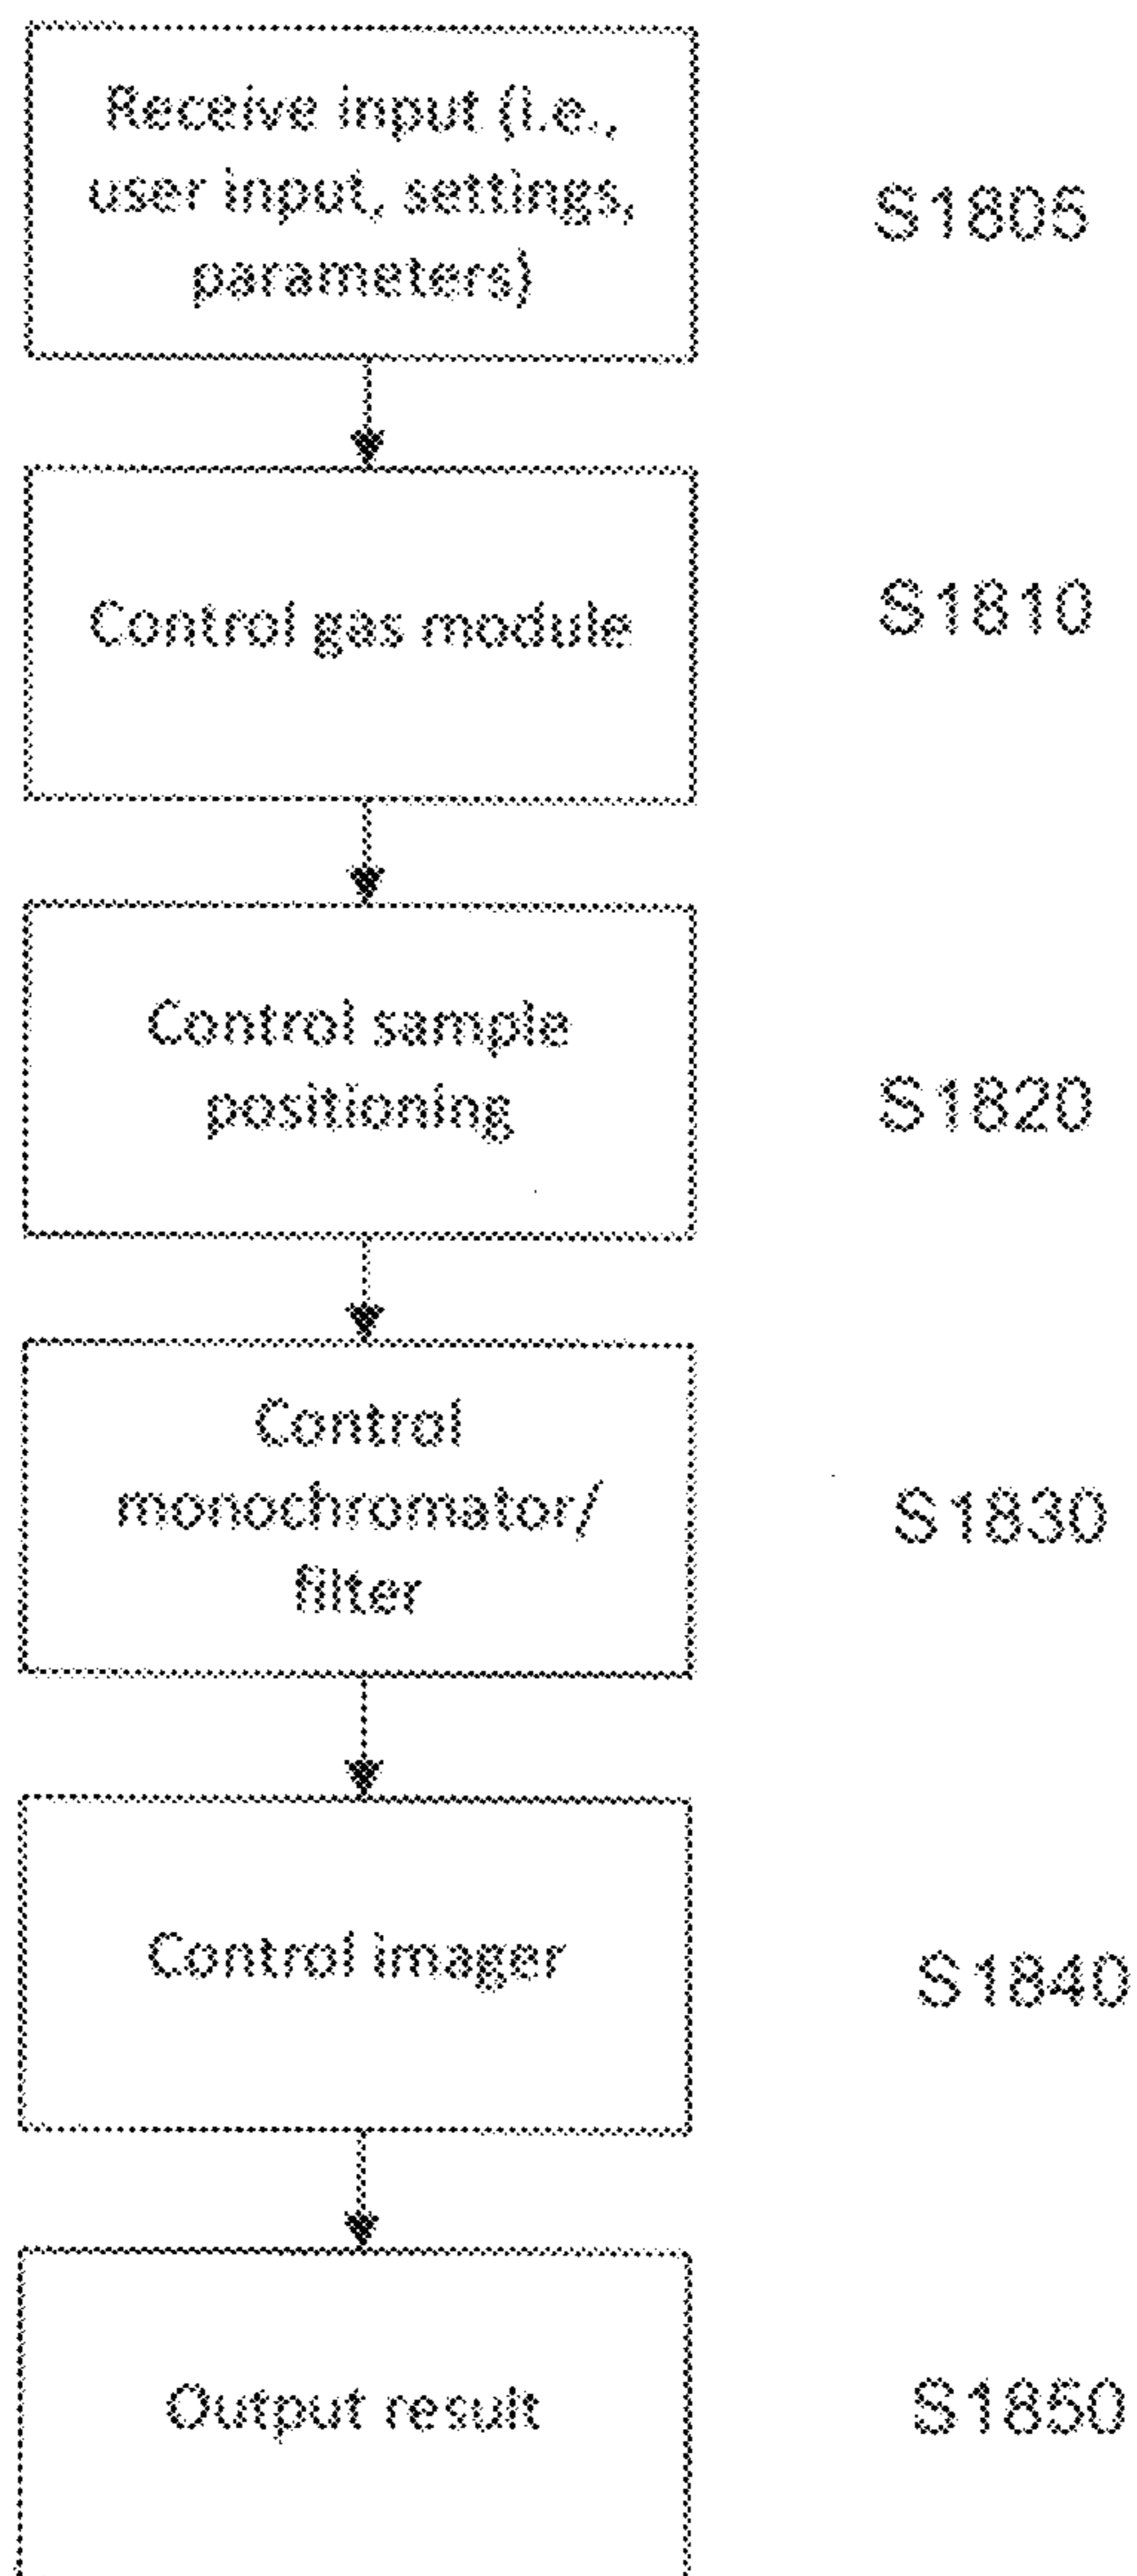 Receive input (i.e.,
user input, settings,
parameters)
S1805
Control gas module
S1810
Control sample
positioning
S1820
Control
monochromator/
filter
S1830
Control imager
S1840
Output result
S1850